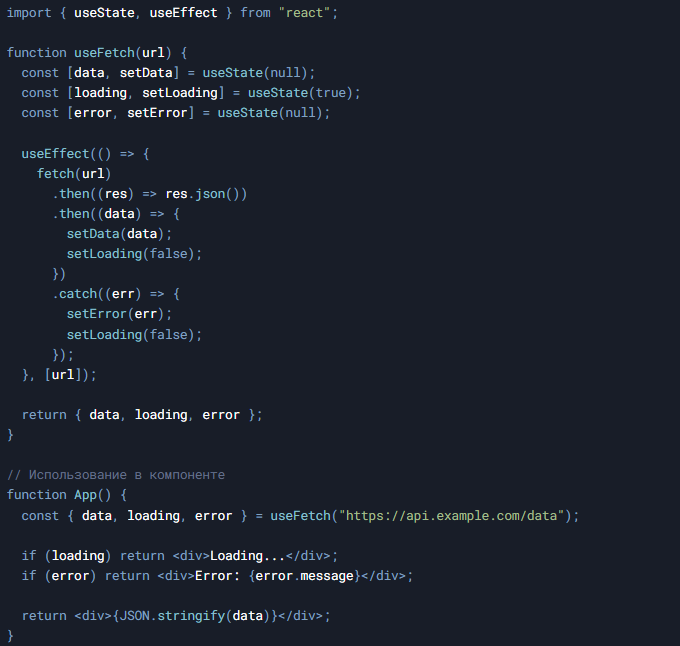 import { useState, useEffect } from "react";
function useFetch(url) {
const [data, setData] = useState(null);
const [loading, setLoading] = useState(true);
const [error, setError] = useState(null);
useEffect(() => {
fetch(url)
.then((res) => res.json())
.then((data) => {
setData(data);
setLoading(false);
})
.catch((err) => {
setError(err);
setLoading(false);
});
}, [url]);
return { data, loading, error };
}
// Использование в компоненте
function App() {
const { data, loading, error } = useFetch("https://api.example.com/data");
if (loading) return <div>Loading...</div>;
if (error) return <div>Error: {error.message}</div>;
return <div>{JSON.stringify(data)}</div>;
}